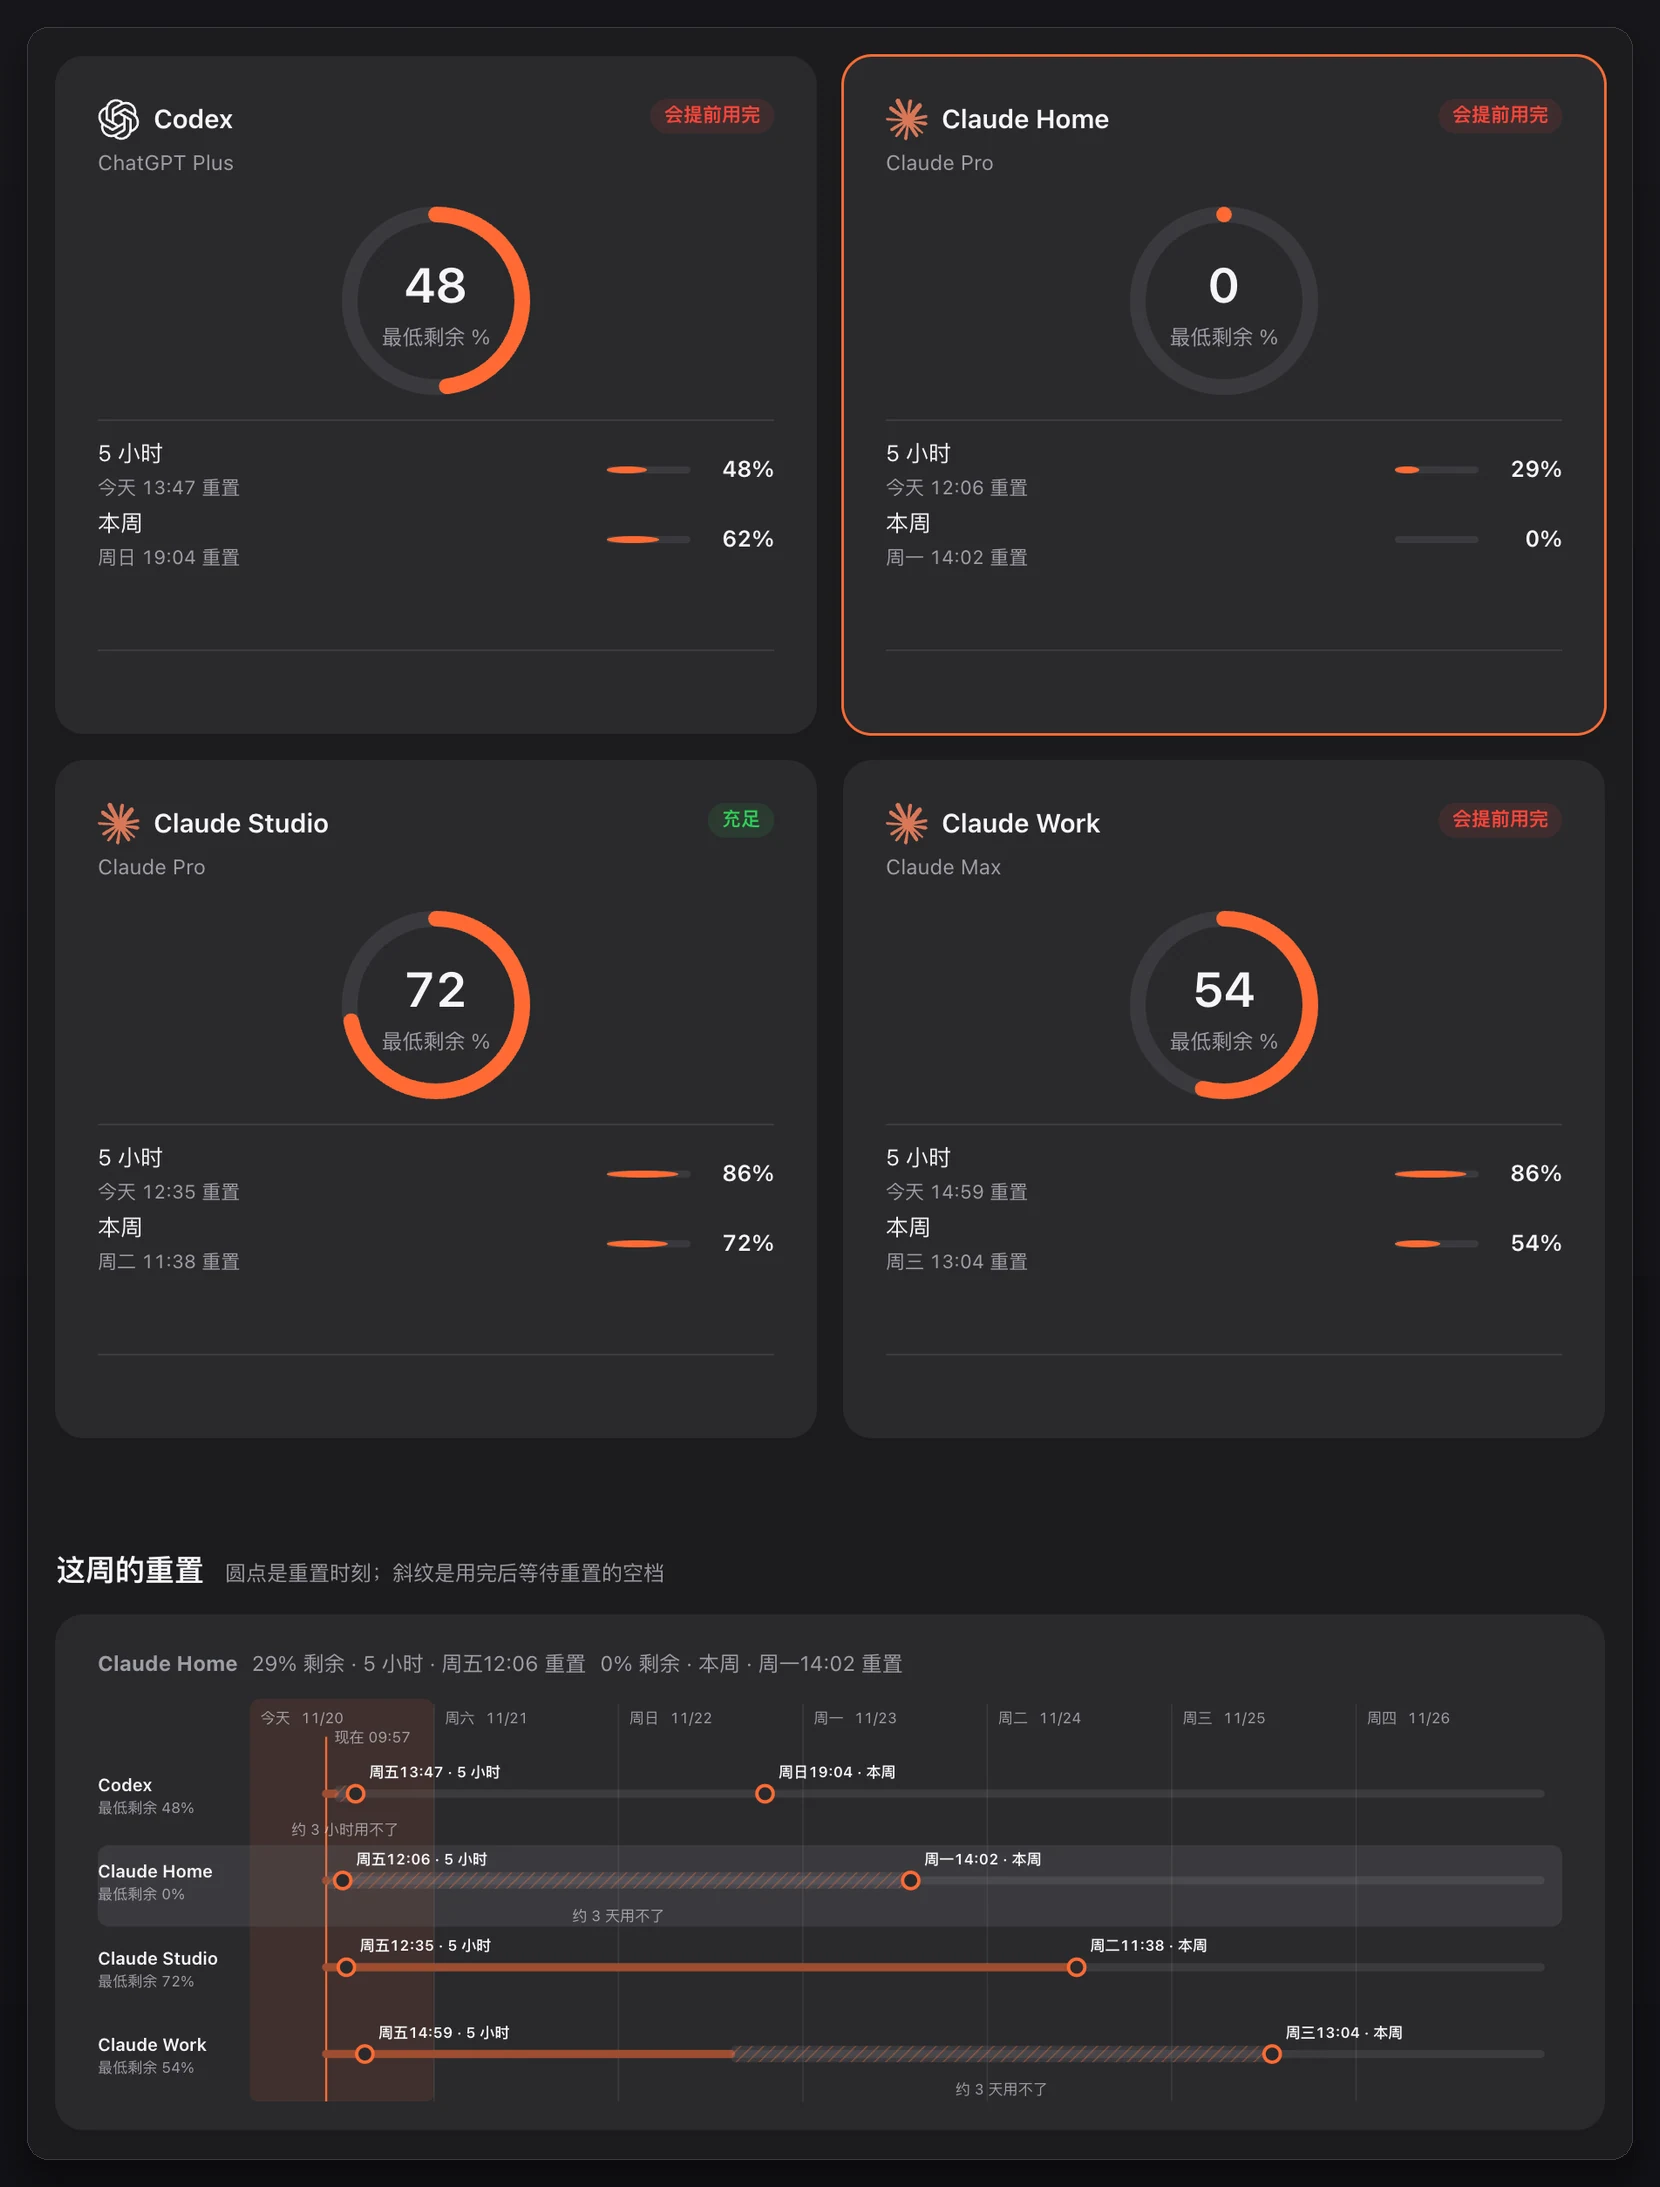 Codex
会提前用完
ChatGPT Plus
48
最低剩余 %
5 小时
今天 13:47 重置
48%
本周
周日 19:04 重置
62%
Claude Home
会提前用完
Claude Pro
0
最低剩余 %
5 小时
今天 12:06 重置
29%
本周
周一 14:02 重置
0%
Claude Studio
充足
Claude Pro
72
最低剩余 %
5 小时
今天 12:35 重置
86%
本周
周二 11:38 重置
72%
Claude Work
会提前用完
Claude Max
54
最低剩余 %
5 小时
今天 14:59 重置
86%
本周
周三 13:04 重置
54%
这周的重置 圆点是重置时刻；斜纹是用完后等待重置的空档
Claude Home 29% 剩余 · 5 小时 · 周五12:06 重置 0% 剩余 · 本周 · 周一14:02 重置
今天 11/20 周六 11/21 周日 11/22 周一 11/23 周二 11/24 周三 11/25 周四 11/26
现在 09:57
周五13:47 · 5 小时 周日19:04 · 本周
Codex
最低剩余 48%
约 3 小时用不了
周五12:06 · 5 小时 周一14:02 · 本周
Claude Home
最低剩余 0%
约 3 天用不了
周五12:35 · 5 小时 周二11:38 · 本周
Claude Studio
最低剩余 72%
周五14:59 · 5 小时 周三13:04 · 本周
Claude Work
最低剩余 54%
约 3 天用不了